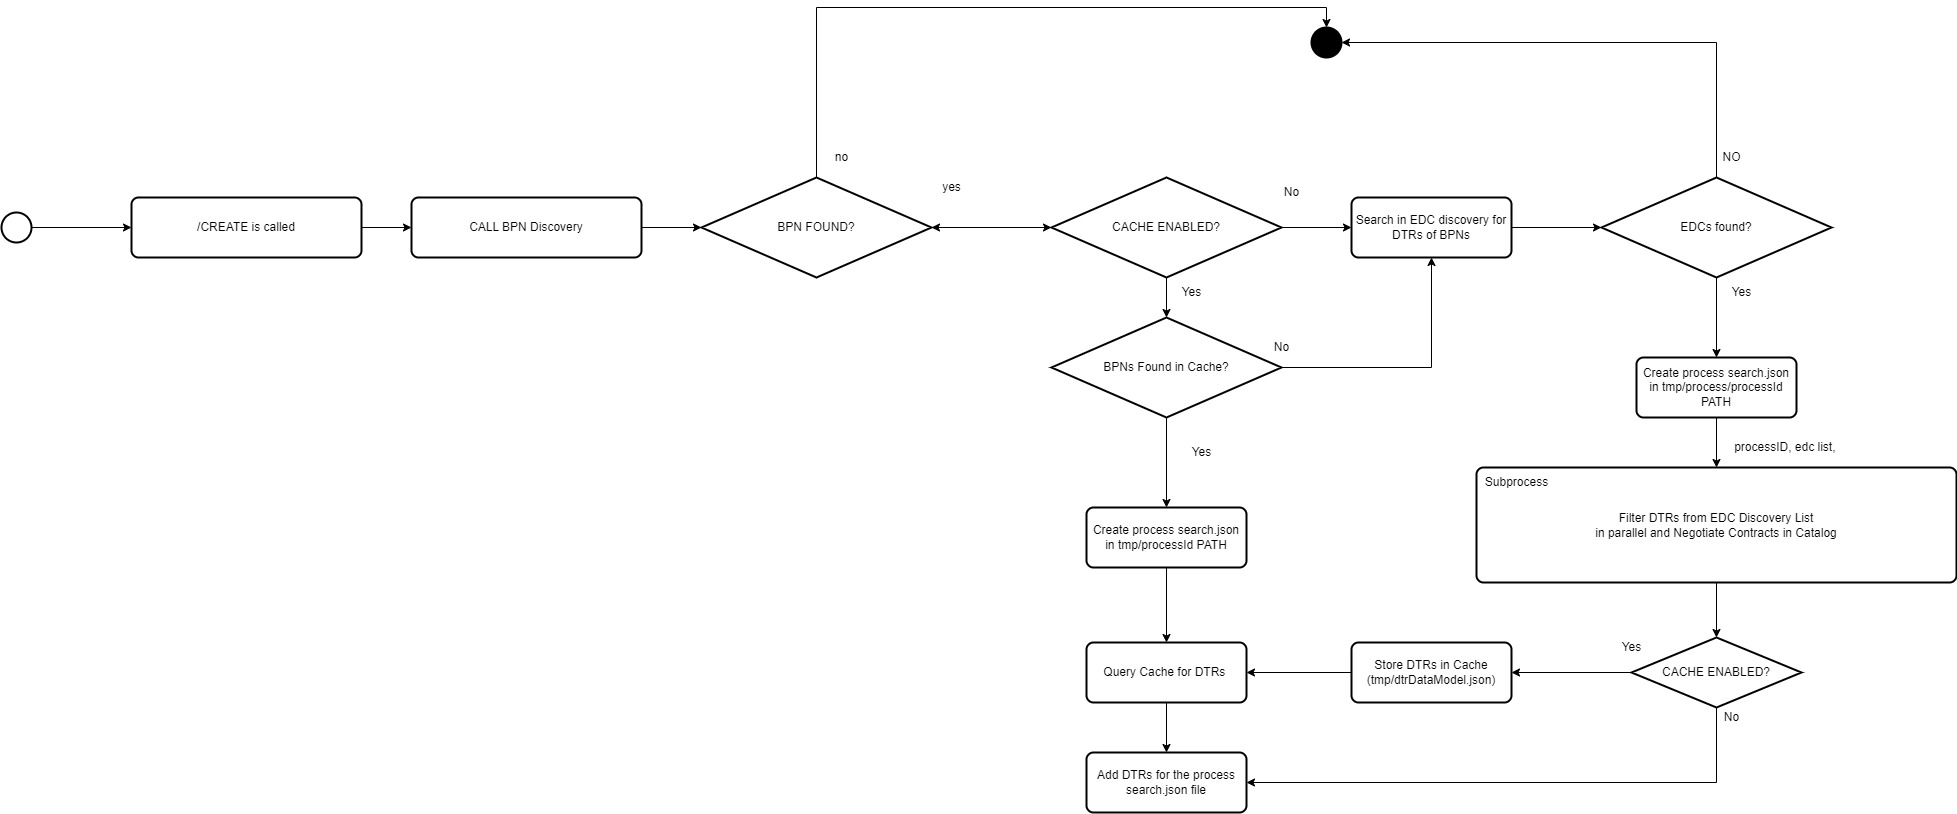 no
NO
yes
No
/CREATE is called
CALL BPN Discovery
BPN FOUND?
CACHE ENABLED?
Search in EDC discovery for
DTRs of BPNs
EDCs found?
Yes
Yes
No
BPNs Found in Cache?
Create process search.json
in tmp/process/processId
PATH
Yes
processID, edc list,
Subprocess
Filter DTRs from EDC Discovery List
in parallel and Negotiate Contracts in Catalog
Create process search.json
in tmp/processId PATH
Yes
Query Cache for DTRs
Store DTRs in Cache
(tmp/dtrDataModel.json)
CACHE ENABLED?
No
Add DTRs for the process
search.json file